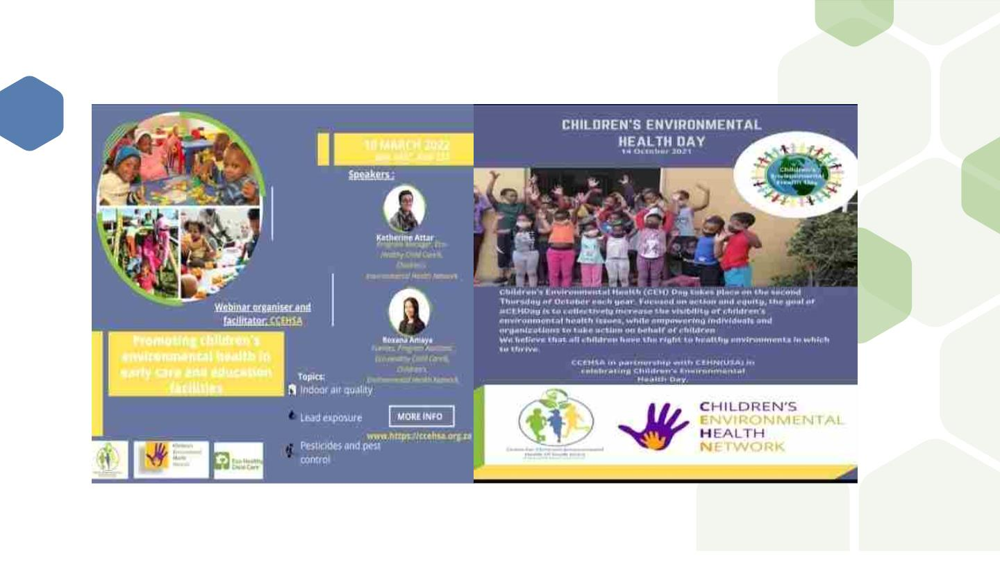 10 MARCH 2022
Speakers :
Katherine Attar
Program Manager, Eco-
Healthy Child Care®,
Children's
Environmental Health Network
Roxana Amaya
Program Assistant
Eco-Healthy Child Care®,
Children's
Environmental Health Network
Webinar organiser and
facilitator: CCEHSA
Promoting children's
environmental health in
early care and education
facilities
Topics:
Indoor air quality
Lead exposure
Pesticides and pest
control
MORE INFO
www.https://ccehsa.org.za
Children's
Environmental
Health
Network
Eco-Healthy
Child Care
CHILDREN'S ENVIRONMENTAL
HEALTH DAY
14 October 2021
Children's
Environmental
Health Day
Children's Environmental Health (CEH) Day takes place on the second
Thursday of October each year. Focused on action and equity, the goal of
#CEHDay is to collectively increase the visibility of children's
environmental health issues, while empowering individuals and
organizations to take action on behalf of children
We believe that all children have the right to healthy environments in which
to thrive.
CCEHSA in partnership with CEHN(USA) in
celebrating Children's Environmental
Health Day.
Centre for Children Environmental
Health Of South Africa
CHILDREN'S
ENVIRONMENTAL
HEALTH
NETWORK